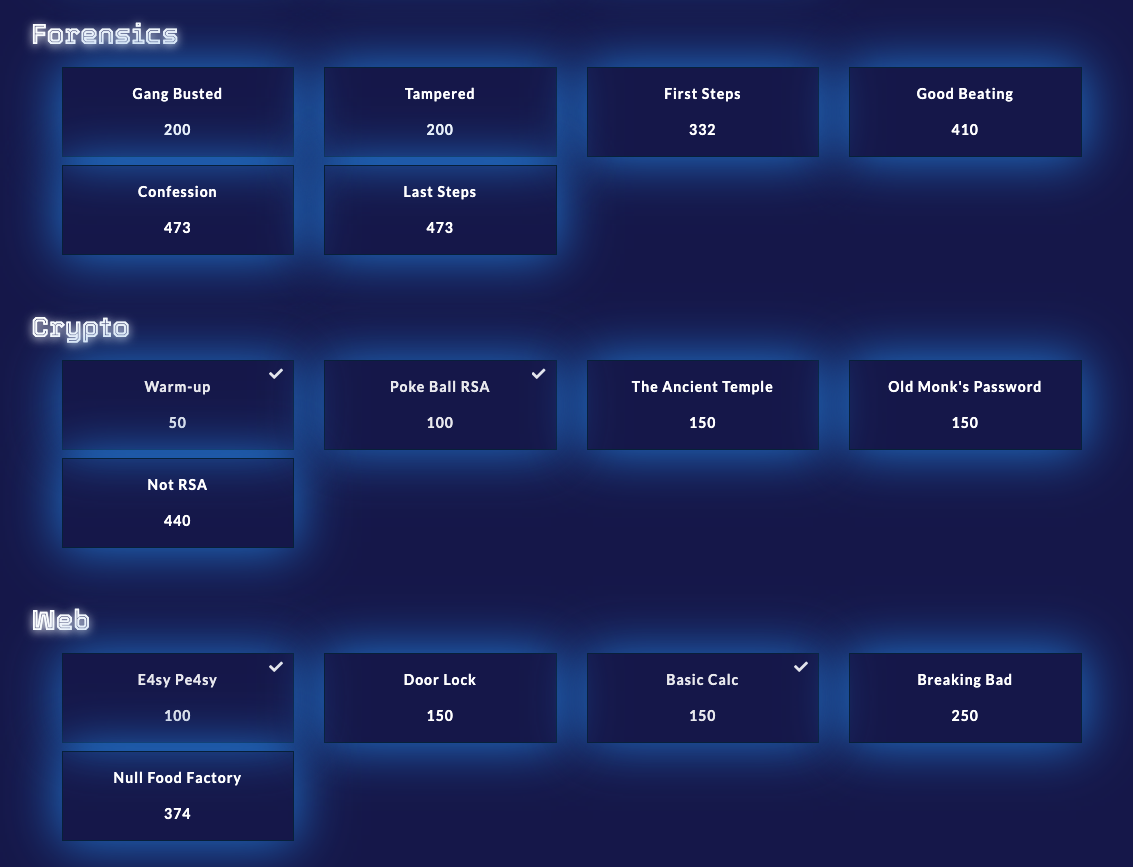 Forensics
Gang Busted
200
Tampered
200
First Steps
332
Good Beating
410
Confession
473
Last Steps
473
Crypto
Warm-up
50
Poke Ball RSA
100
The Ancient Temple
150
Old Monk's Password
150
Not RSA
440
Web
E4sy Pe4sy
100
Door Lock
150
Basic Calc
150
Breaking Bad
250
Null Food Factory
374